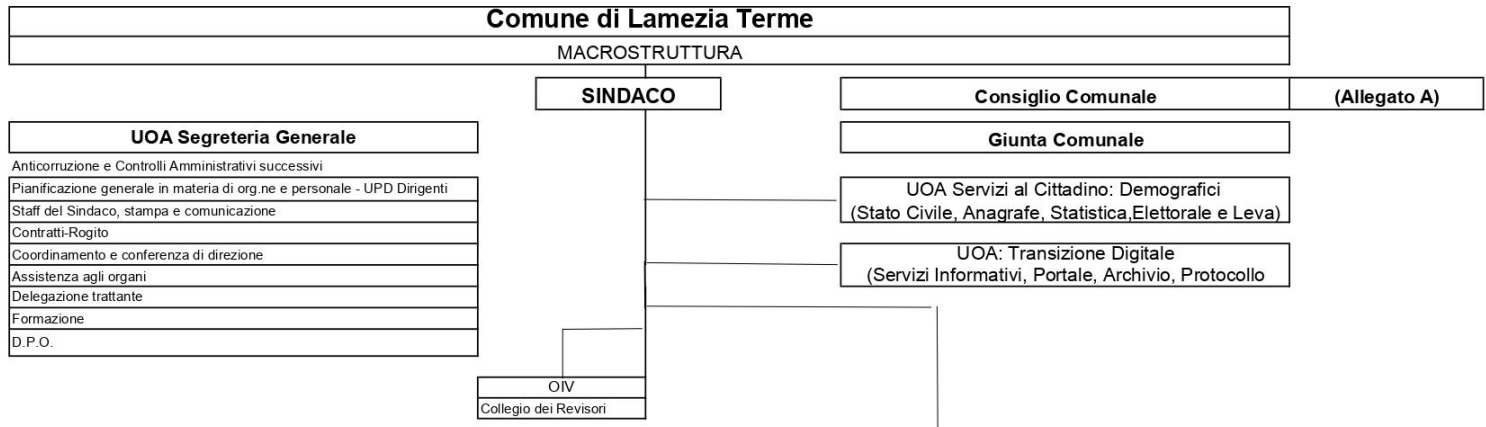 Comune di Lamezia Terme
MACROSTRUTTURA
SINDACO
Consiglio Comunale
(Allegato A)
UOA Segreteria Generale
Giunta Comunale
Anticorruzione e Controlli Amministrativi successivi
Pianificazione generale in materia di org.ne e personale - UPD Dirigenti
Staff del Sindaco, stampa e comunicazione
Contratti-Rogito
Coordinamento e conferenza di direzione
Assistenza agli organi
Delegazione trattante
Formazione
D.P.O.
UOA Servizi al Cittadino: Demografici
(Stato Civile, Anagrafe, Statistica,Elettorale e Leva)
UOA: Transizione Digitale
(Servizi Informativi, Portale, Archivio, Protocollo
OIV
Collegio dei Revisori